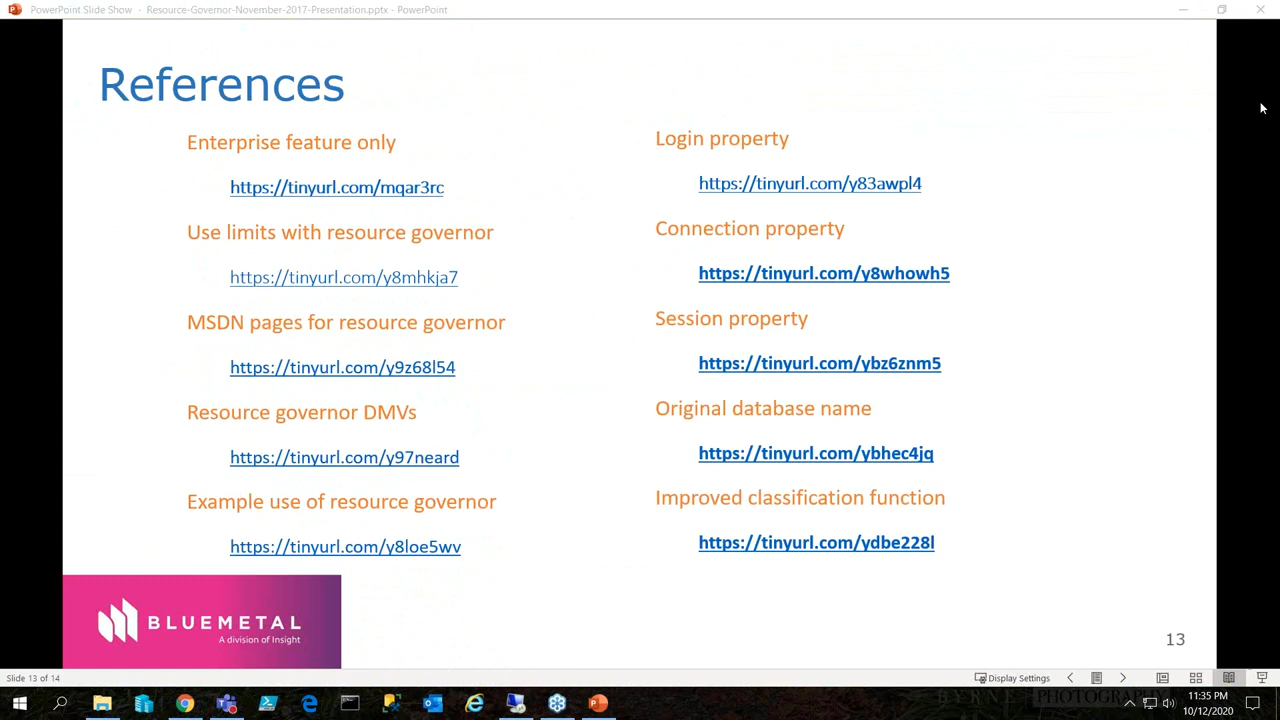 PowerPoint Slide Show - Resource-Governor-November-2017-Presentation.pptx - PowerPoint
References
Enterprise feature only
https://tinyurl.com/mqar3rc
Use limits with resource governor
https://tinyurl.com/y8mhkja7
MSDN pages for resource governor
https://tinyurl.com/y9z68l54
Resource governor DMVs
https://tinyurl.com/y97neard
Example use of resource governor
https://tinyurl.com/y8loe5wv
Login property
https://tinyurl.com/y83awpl4
Connection property
https://tinyurl.com/y8whowh5
Session property
https://tinyurl.com/ybz6znm5
Original database name
https://tinyurl.com/ybhec4jq
Improved classification function
https://tinyurl.com/ydbe228l
BLUEMETAL
A division of Insight
13
Slide 13 of 14
Display Settings
PHOTOGRAPHY
11:35 PM
10/12/2020